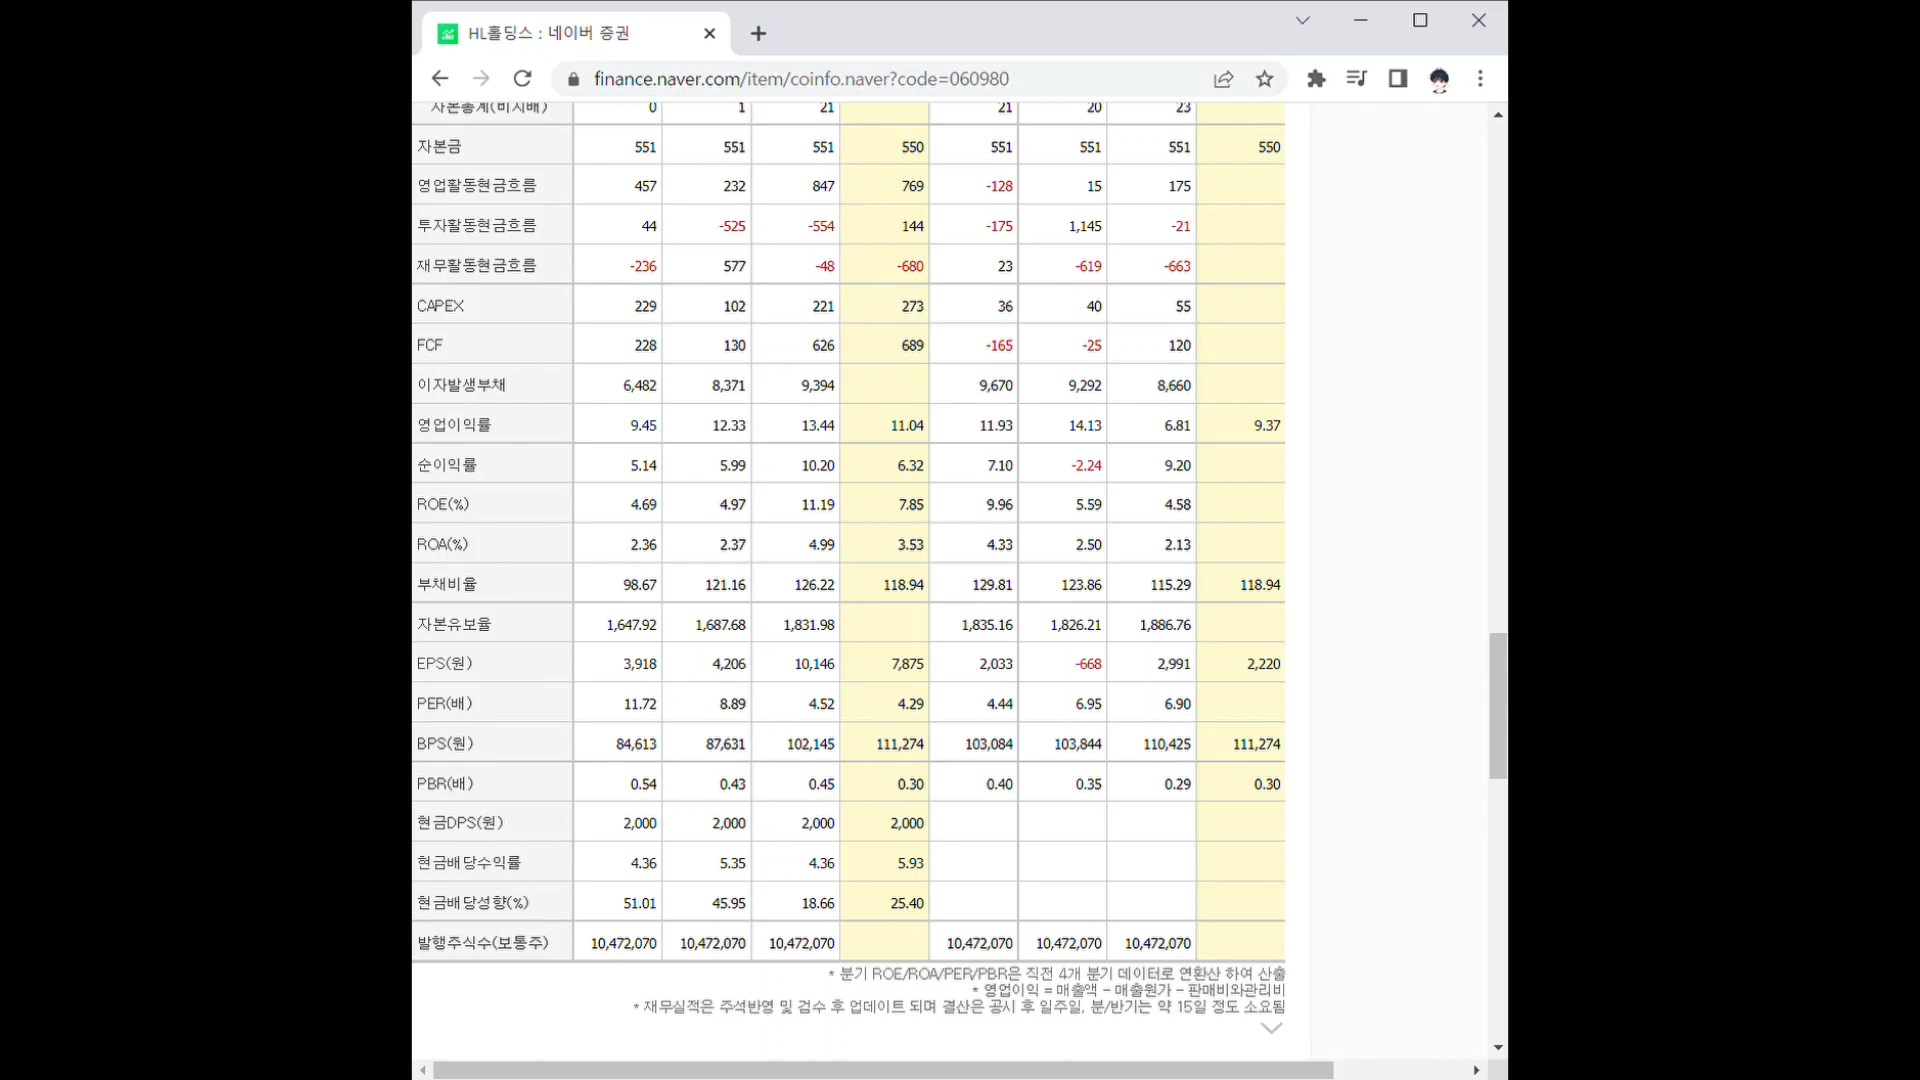 HL홀딩스 : 네이버 증권
finance.naver.com/item/coinfo.naver?code=060980
자본총계(비지배) 0 1 21 21 20 23
자본금 551 551 551 550 551 551 551 550
영업활동현금흐름 457 232 847 769 -128 15 175
투자활동현금흐름 44 -525 -554 144 -175 1,145 -21
재무활동현금흐름 -236 577 -48 -680 23 -619 -663
CAPEX 229 102 221 273 36 40 55
FCF 228 130 626 689 -165 -25 120
이자발생부채 6,482 8,371 9,394 9,670 9,292 8,660
영업이익률 9.45 12.33 13.44 11.04 11.93 14.13 6.81 9.37
순이익률 5.14 5.99 10.20 6.32 7.10 -2.24 9.20
ROE(%) 4.69 4.97 11.19 7.85 9.96 5.59 4.58
ROA(%) 2.36 2.37 4.99 3.53 4.33 2.50 2.13
부채비율 98.67 121.16 126.22 118.94 129.81 123.86 115.29 118.94
자본유보율 1,647.92 1,687.68 1,831.98 1,835.16 1,826.21 1,886.76
EPS(원) 3,918 4,206 10,146 7,875 2,033 -668 2,991 2,220
PER(배) 11.72 8.89 4.52 4.29 4.44 6.95 6.90
BPS(원) 84,613 87,631 102,145 111,274 103,084 103,844 110,425 111,274
PBR(배) 0.54 0.43 0.45 0.30 0.40 0.35 0.29 0.30
현금DPS(원) 2,000 2,000 2,000 2,000
현금배당수익률 4.36 5.35 4.36 5.93
현금배당성향(%) 51.01 45.95 18.66 25.40
발행주식수(보통주) 10,472,070 10,472,070 10,472,070 10,472,070 10,472,070 10,472,070
* 분기 ROE/ROA/PER/PBR은 직전 4개 분기 데이터로 연환산 하여 산출
* 영업이익 = 매출액 - 매출원가 - 판매비와관리비
* 재무실적은 주석반영 및 검수 후 업데이트 되며 결산은 공시 후 일주일, 분/반기는 약 15일 정도 소요됨